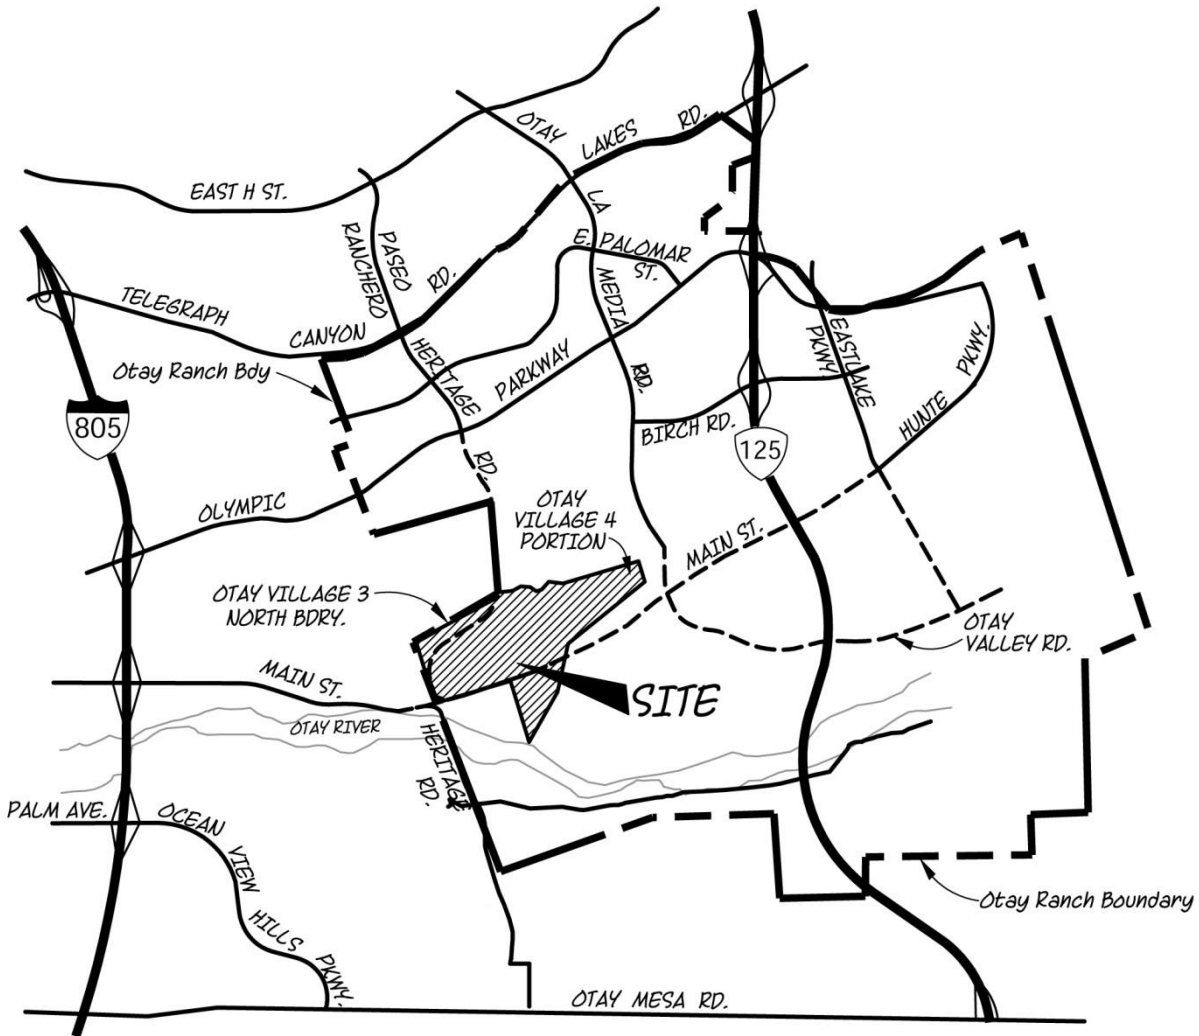 OTAY
LAKES
RD.
EAST H ST.
LA
PASEO
RANCHERO
E. PALOMAR
ST.
RD.
MEDIA
TELEGRAPH
CANYON
EASTLAKE
PKWY.
HUNTE
PKWY.
Otay Ranch Bdy
HERITAGE
PARKWAY
RD.
805
BIRCH RD.
125
RD.
OLYMPIC
OTAY
VILLAGE 4
PORTION
MAIN ST.
OTAY VILLAGE 3
NORTH BDRY.
OTAY
VALLEY RD.
MAIN ST.
SITE
OTAY RIVER
HERITAGE
RD.
PALM AVE.
OCEAN
VIEW
HILLS
PKWY.
Otay Ranch Boundary
OTAY MESA RD.